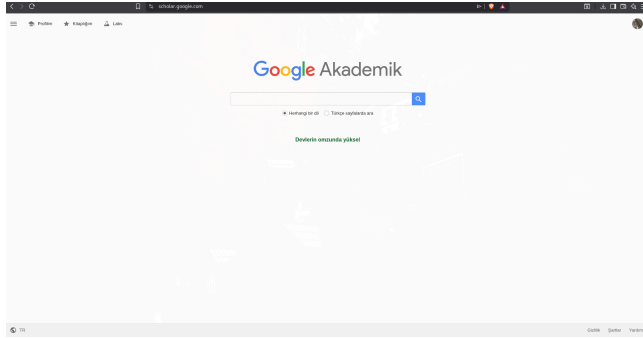 scholar.google.com
Profilim Kitaplığım Labs
Google Akademik
Herhangi bir dil Türkçe sayfalarda ara
Devlerin omzunda yüksel
TR
Gizlilik Şartlar Yardım